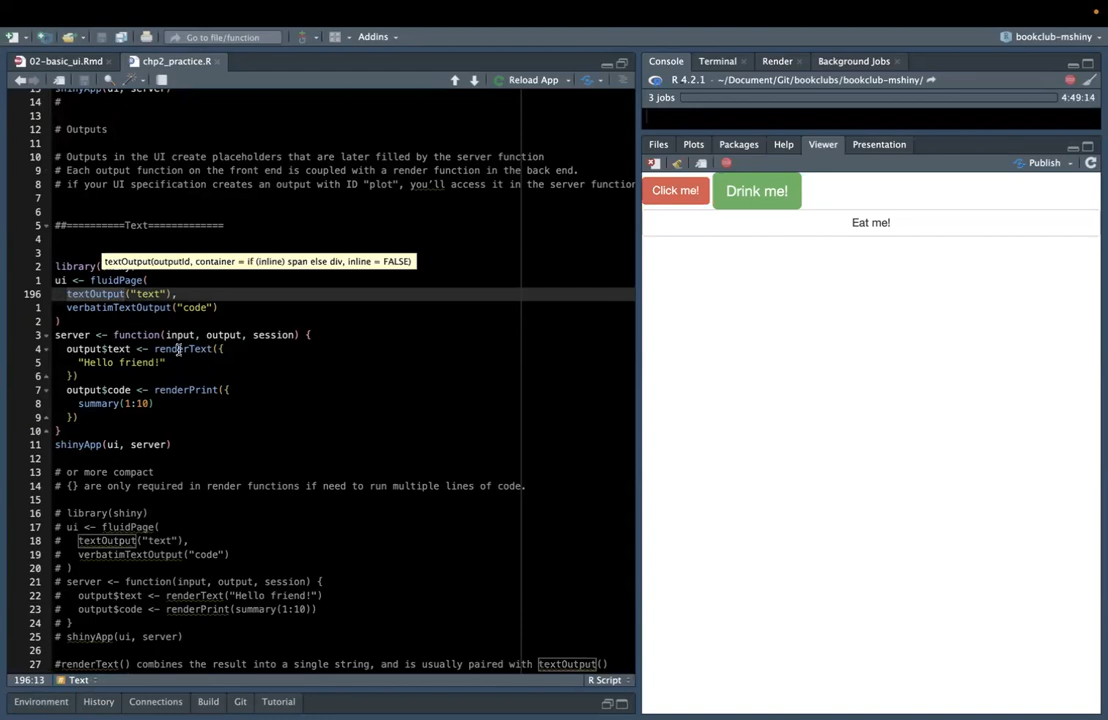 Go to file/function
Addins
bookclub-mshiny
02-basic_ui.Rmd
chp2_practice.R
Reload App
15 shinyApp(ui, server)
14 #
13
12 # Outputs
11
10 # Outputs in the UI create placeholders that are later filled by the server function
9 # Each output function on the front end is coupled with a render function in the back end.
8 # if your UI specification creates an output with ID "plot", you'll access it in the server function
7
6
5 ##==========Text=============
4
3
textOutput(outputId, container = if (inline) span else div, inline = FALSE)
2 library(
1 ui <- fluidPage(
196 textOutput("text"),
1 verbatimTextOutput("code")
2 )
3 server <- function(input, output, session) {
4 output$text <- renderText({
5 "Hello friend!"
6 })
7 output$code <- renderPrint({
8 summary(1:10)
9 })
10 }
11 shinyApp(ui, server)
12
13 # or more compact
14 # {} are only required in render functions if need to run multiple lines of code.
15
16 # library(shiny)
17 # ui <- fluidPage(
18 # textOutput("text"),
19 # verbatimTextOutput("code")
20 # )
21 # server <- function(input, output, session) {
22 # output$text <- renderText("Hello friend!")
23 # output$code <- renderPrint(summary(1:10))
24 # }
25 # shinyApp(ui, server)
26
27 #renderText() combines the result into a single string, and is usually paired with textOutput()
196:13 # Text
R Script
Environment History Connections Build Git Tutorial
Console Terminal Render Background Jobs
R 4.2.1 · ~/Document/Git/bookclubs/bookclub-mshiny/
3 jobs 4:49:14
Files Plots Packages Help Viewer Presentation
Publish
Click me! Drink me!
Eat me!